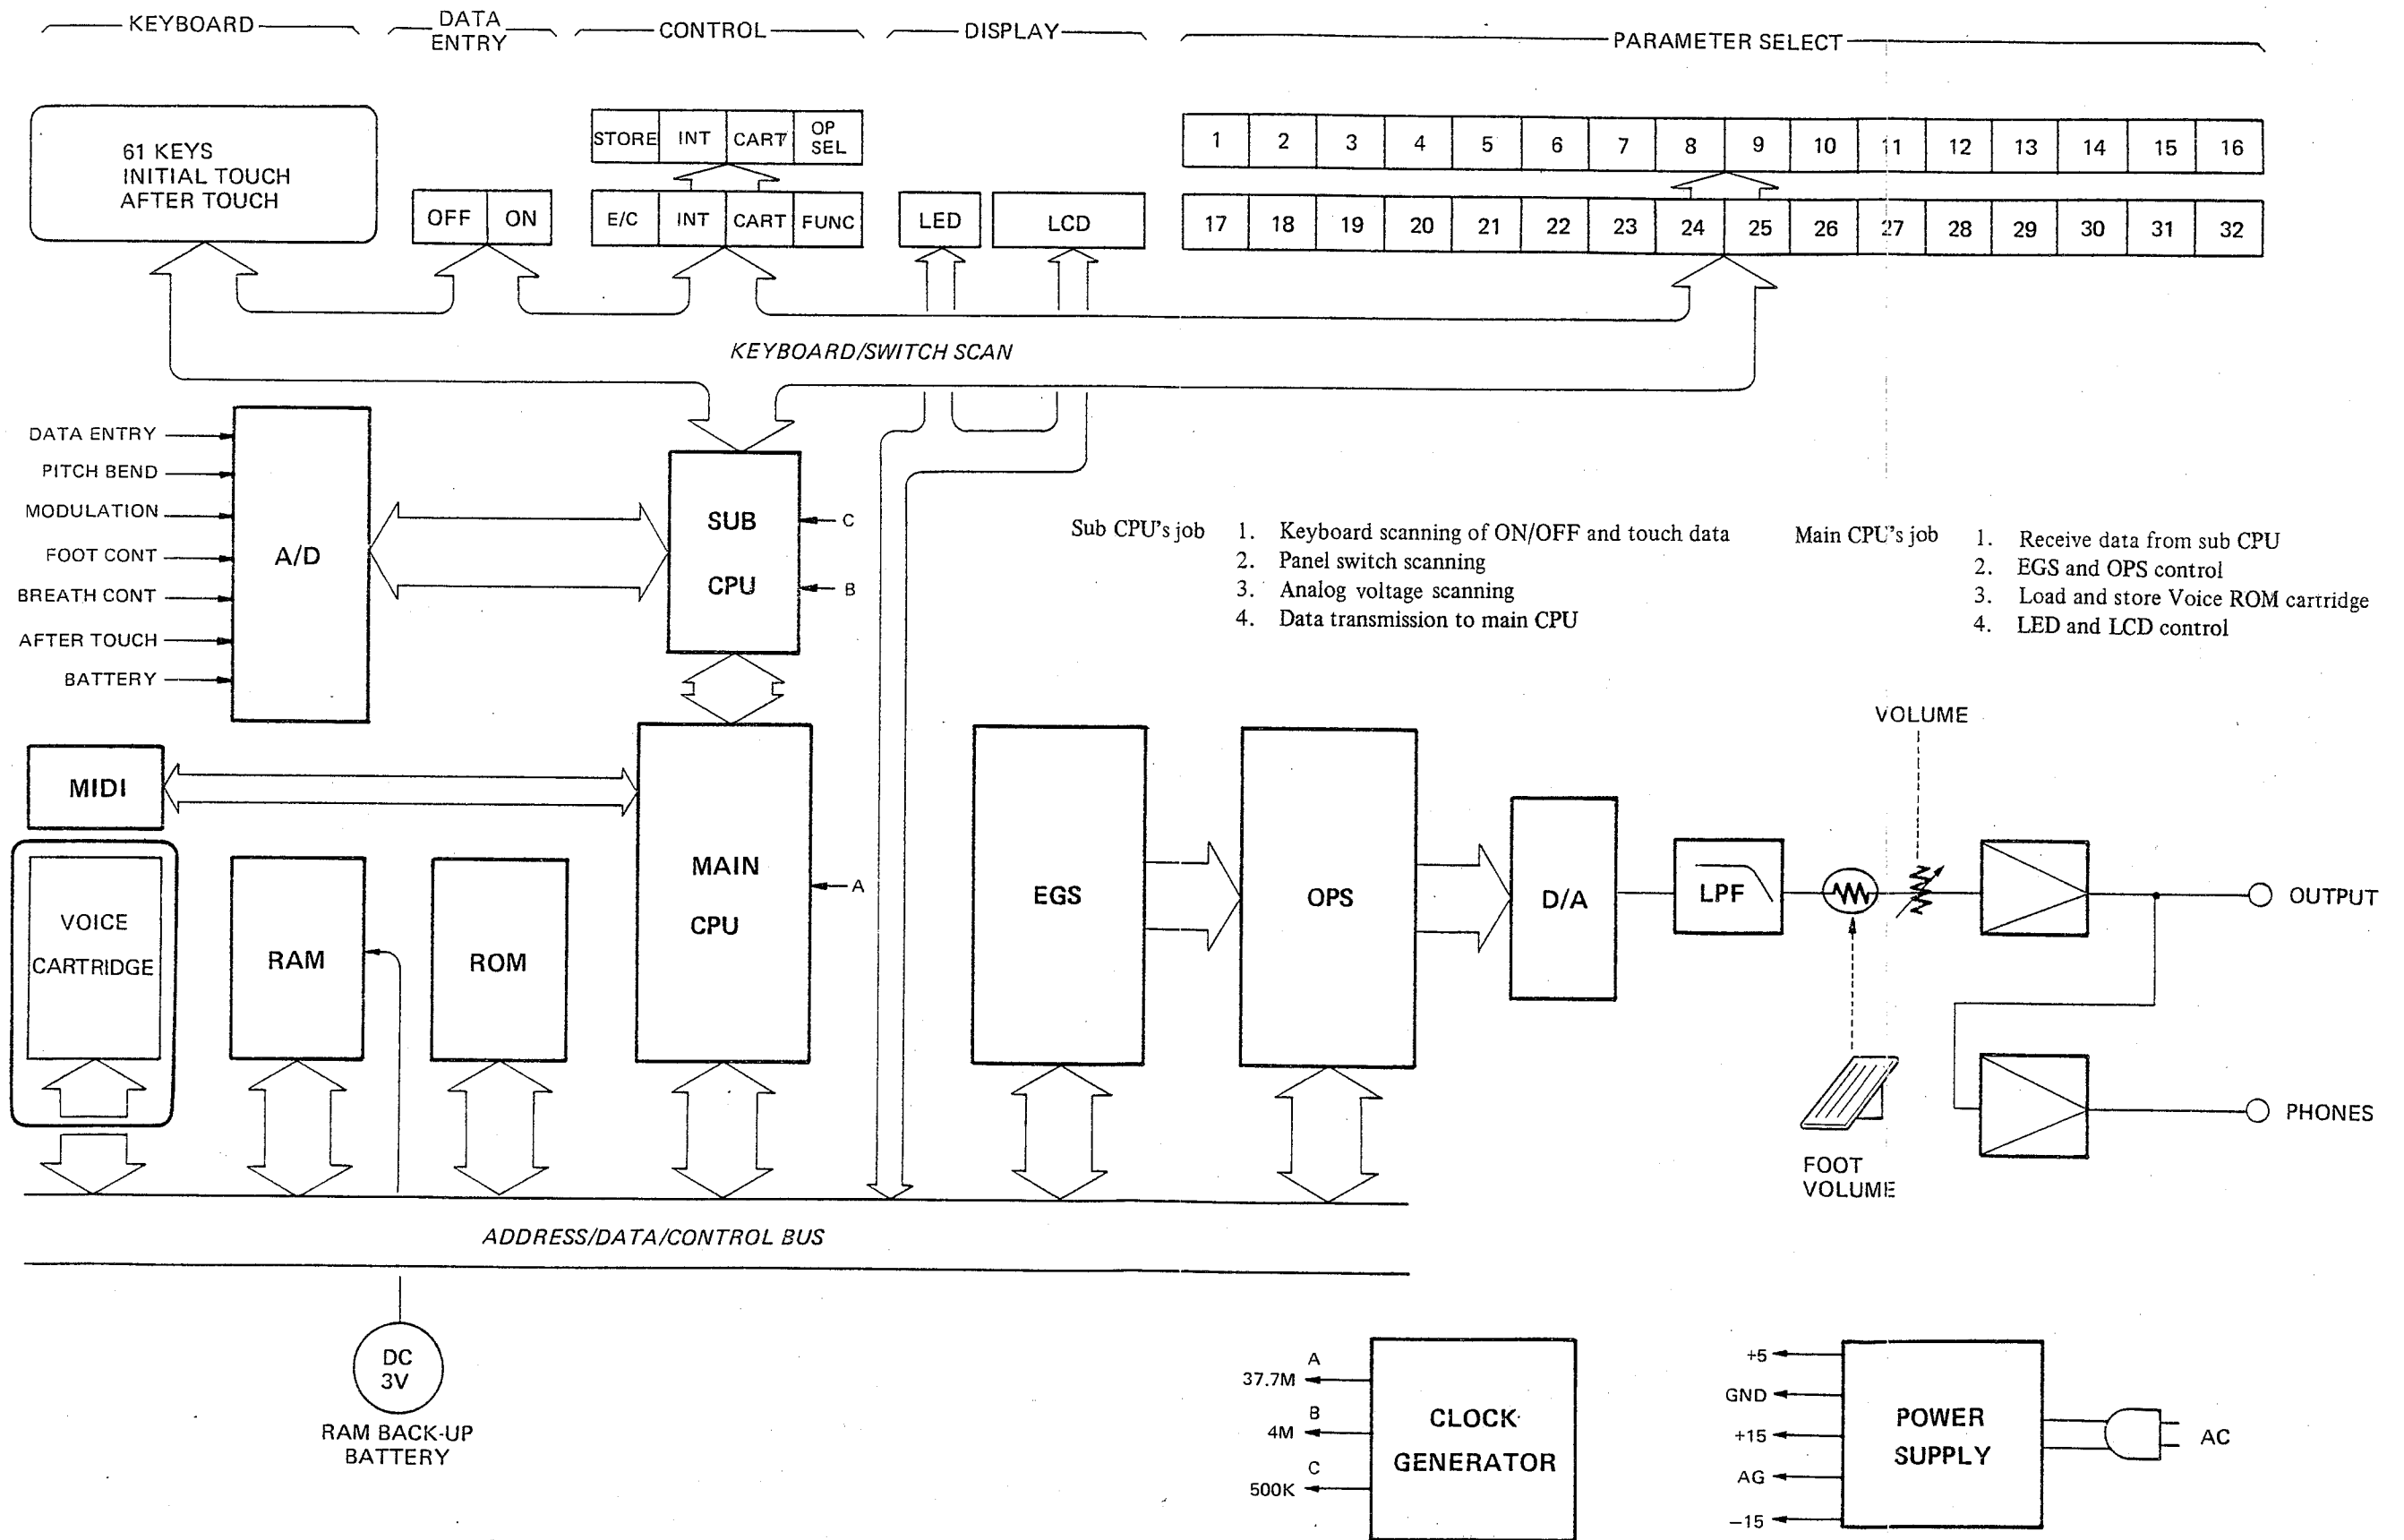 KEYBOARD
DATA
ENTRY
CONTROL
DISPLAY
PARAMETER SELECT
61 KEYS
INITIAL TOUCH
AFTER TOUCH
OFF ON
STORE INT CART OP
SEL
E/C INT CART FUNC
LED
LCD
1 2 3 4 5 6 7 8 9 10 11 12 13 14 15 16
17 18 19 20 21 22 23 24 25 26 27 28 29 30 31 32
KEYBOARD/SWITCH SCAN
DATA ENTRY
PITCH BEND
MODULATION
FOOT CONT
BREATH CONT
AFTER TOUCH
BATTERY
A/D
SUB
CPU
C
B
Sub CPU's job 1. Keyboard scanning of ON/OFF and touch data
2. Panel switch scanning
3. Analog voltage scanning
4. Data transmission to main CPU
Main CPU's job 1. Receive data from sub CPU
2. EGS and OPS control
3. Load and store Voice ROM cartridge
4. LED and LCD control
MIDI
VOICE
CARTRIDGE
RAM
ROM
MAIN
CPU
A
EGS
OPS
D/A
LPF
VOLUME
OUTPUT
PHONES
FOOT
VOLUME
ADDRESS/DATA/CONTROL BUS
DC
3V
RAM BACK-UP
BATTERY
A
37.7M
B
4M
C
500K
CLOCK
GENERATOR
+5
GND
+15
AG
−15
POWER
SUPPLY
AC